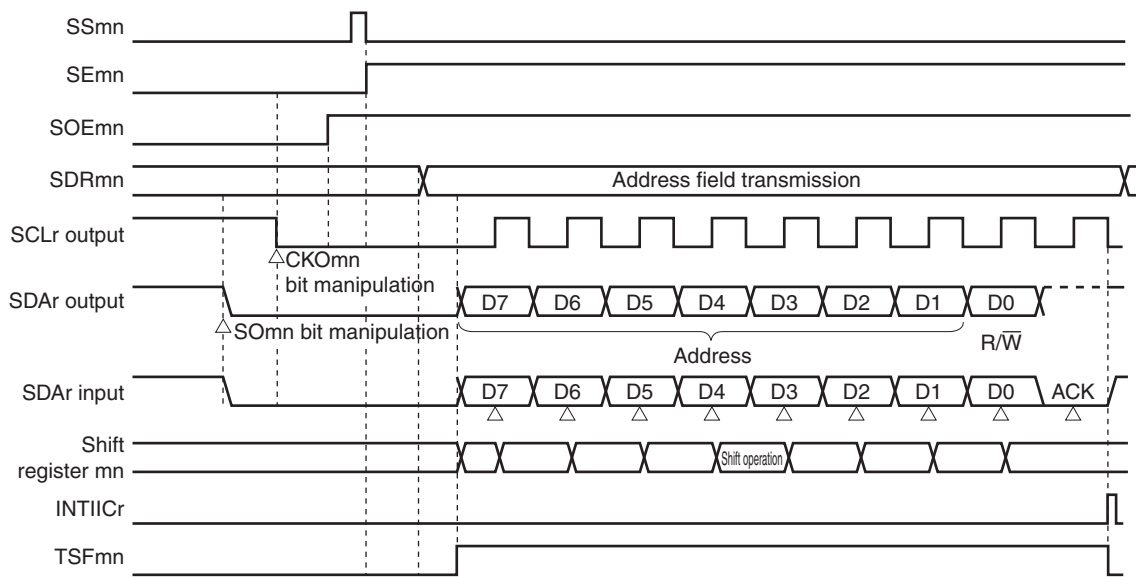 SSmn
SEmn
SOEmn
SDRmn Address field transmission
SCLr output
CKOmn
bit manipulation
SDAr output D7 D6 D5 D4 D3 D2 D1 D0
SOmn bit manipulation
Address
R/W̅
SDAr input D7 D6 D5 D4 D3 D2 D1 D0 ACK
Shift
register mn
Shift operation
INTIICr
TSFmn